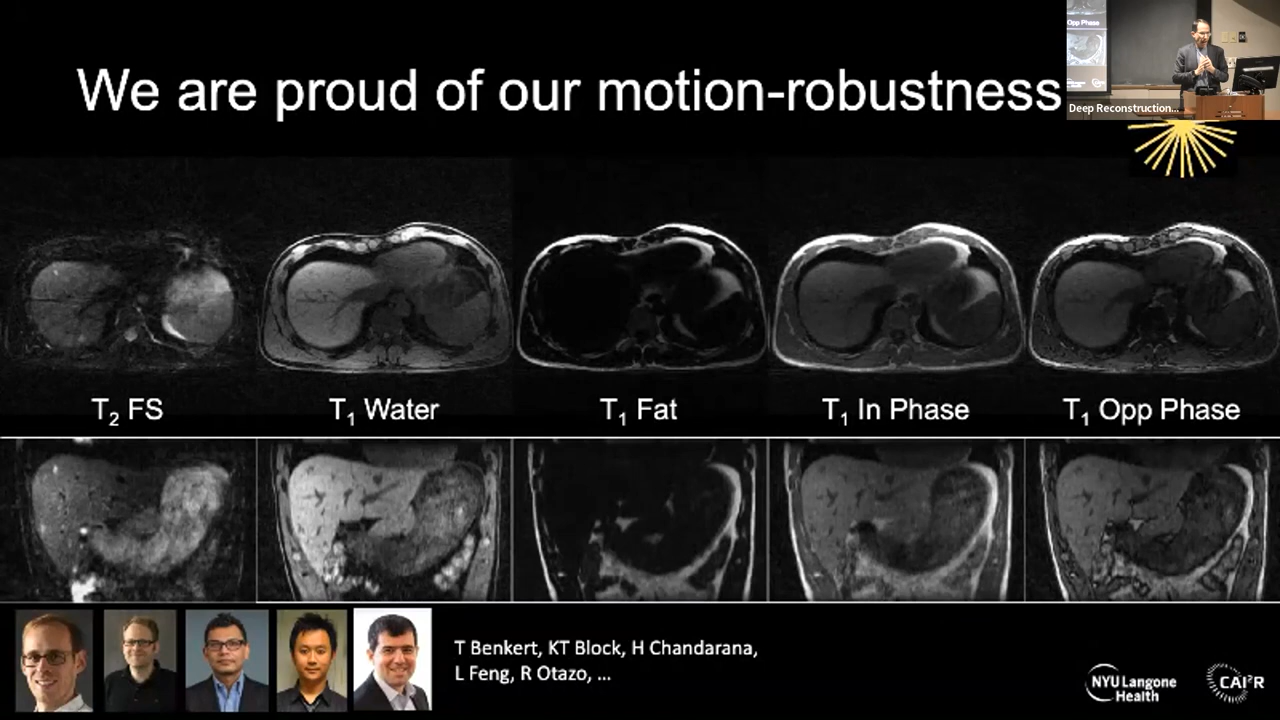 We are proud of our motion-robustness
Opp Phase
Deep Reconstruction...
T₂ FS
T₁ Water
T₁ Fat
T₁ In Phase
T₁ Opp Phase
T Benkert, KT Block, H Chandarana,
L Feng, R Otazo, ...
NYU Langone
Health
CAI²R